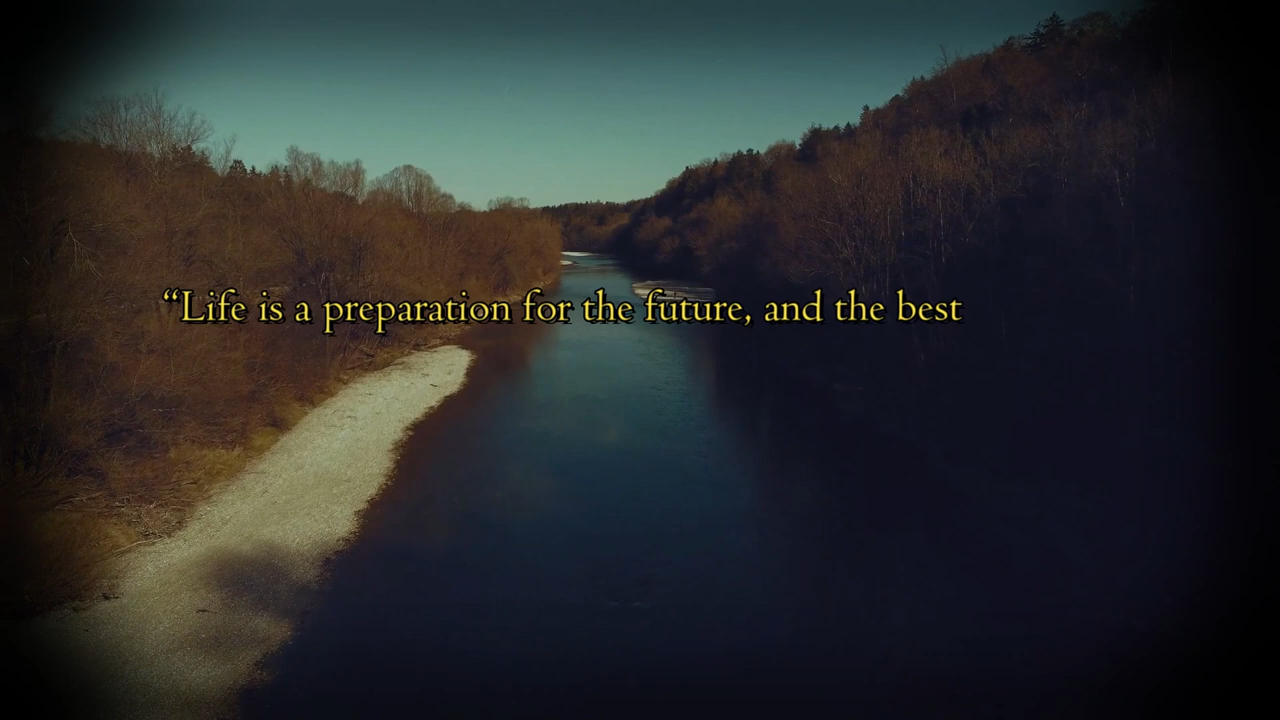 “Life is a preparation for the future, and the best